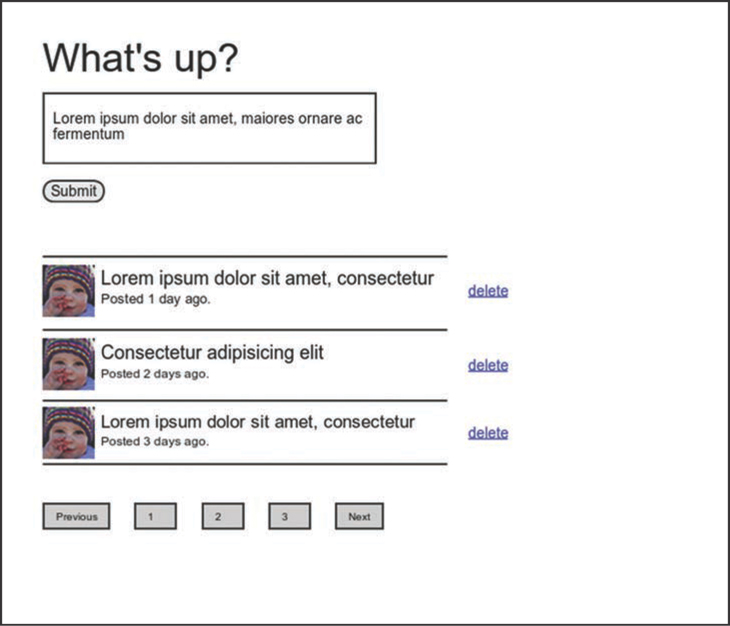 What's up?
Lorem ipsum dolor sit amet, maiores ornare ac
fermentum
Submit
Lorem ipsum dolor sit amet, consectetur
Posted 1 day ago.
delete
Consectetur adipisicing elit
Posted 2 days ago.
delete
Lorem ipsum dolor sit amet, consectetur
Posted 3 days ago.
delete
Previous 1 2 3 Next